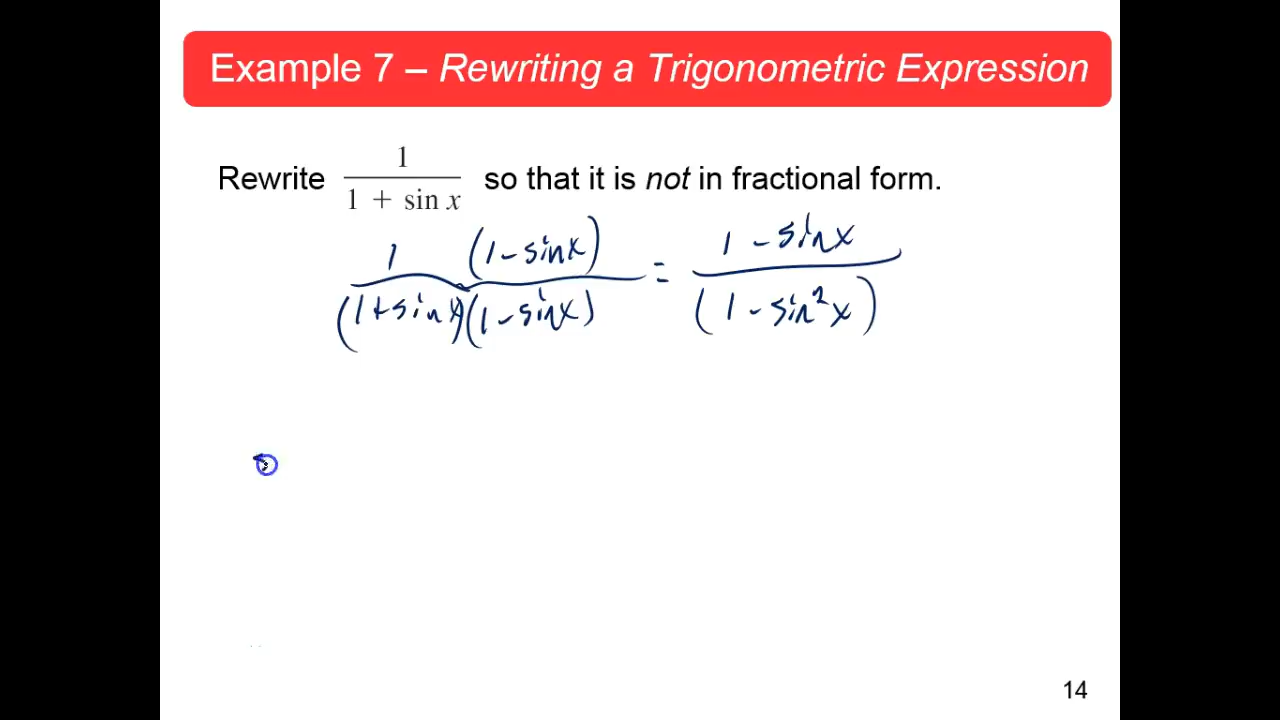 Example 7 – Rewriting a Trigonometric Expression
Rewrite 1 / (1 + sin x) so that it is not in fractional form.
1 (1 - sin x) / (1 + sin x)(1 - sin x) = 1 - sin x / (1 - sin² x)
14